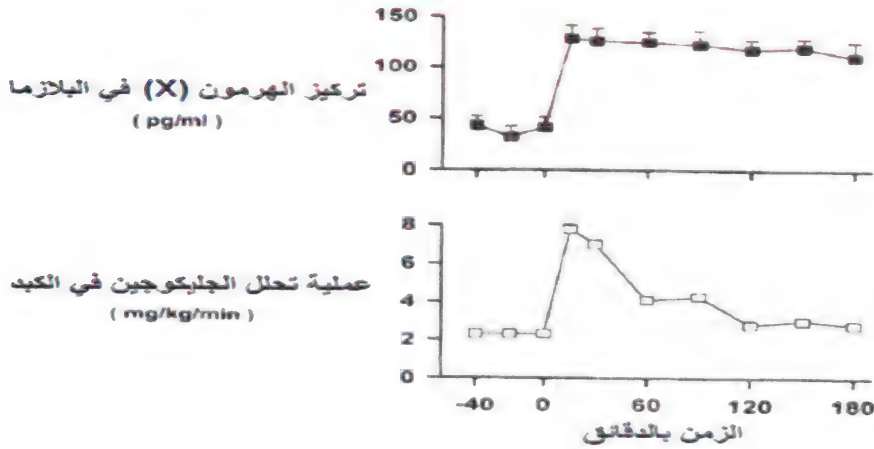 150
100
50
0
تركيز الهرمون (X) في البلازما
( pg/ml )
8
6
4
2
0
عملية تحلل الجليكوجين في الكبد
( mg/kg/min )
-40 0 60 120 180
الزمن بالدقائق